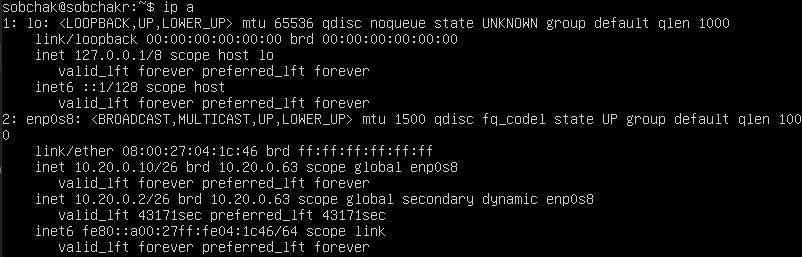 sobchak@sobchakr:~$ ip a
1: lo: <LOOPBACK,UP,LOWER_UP> mtu 65536 qdisc noqueue state UNKNOWN group default qlen 1000
    link/loopback 00:00:00:00:00:00 brd 00:00:00:00:00:00
    inet 127.0.0.1/8 scope host lo
       valid_lft forever preferred_lft forever
    inet6 ::1/128 scope host
       valid_lft forever preferred_lft forever
2: enp0s8: <BROADCAST,MULTICAST,UP,LOWER_UP> mtu 1500 qdisc fq_codel state UP group default qlen 100
0
    link/ether 08:00:27:04:1c:46 brd ff:ff:ff:ff:ff:ff
    inet 10.20.0.10/26 brd 10.20.0.63 scope global enp0s8
       valid_lft forever preferred_lft forever
    inet 10.20.0.2/26 brd 10.20.0.63 scope global secondary dynamic enp0s8
       valid_lft 43171sec preferred_lft 43171sec
    inet6 fe80::a00:27ff:fe04:1c46/64 scope link
       valid_lft forever preferred_lft forever